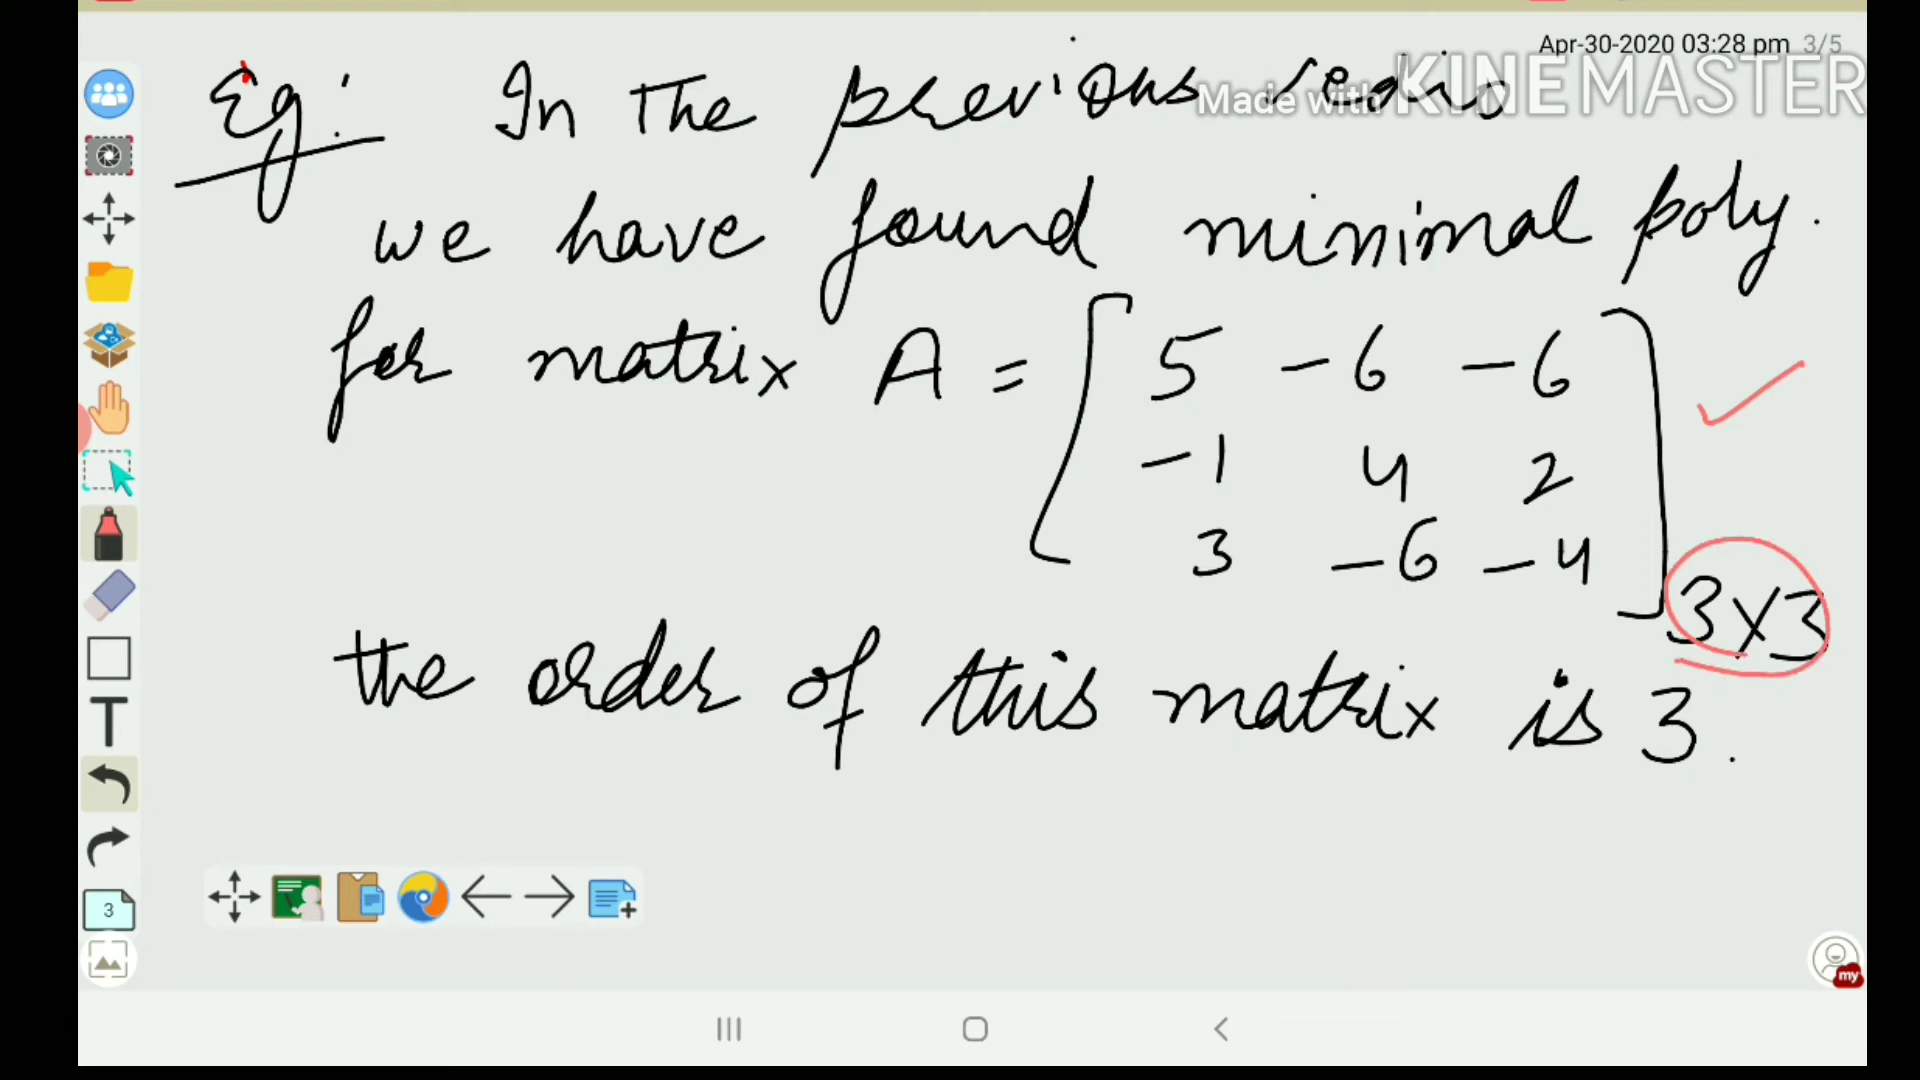 Apr-30-2020 03:28 pm 3/5
Made with KINEMASTER
Eg: In the previous
we have found minimal poly.
for matrix A = [ 5 -6 -6
-1 4 2
3 -6 -4 ] 3x3
the order of this matrix is 3.
T
3
my